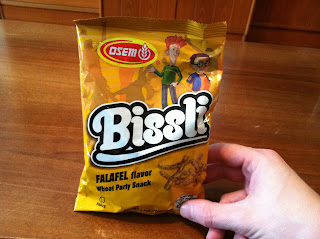 OSEM
Bissli
FALAFEL flavor
Wheat Party Snack